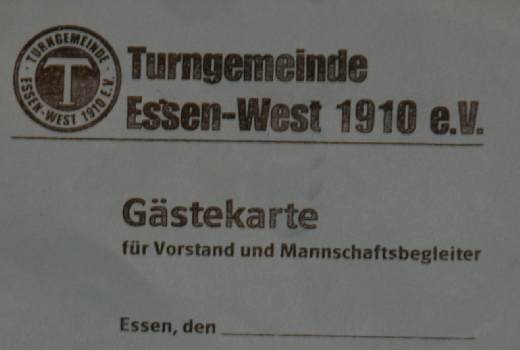 · TURNGEMEINDE ·
ESSEN-WEST 1910 E.V.
T
Turngemeinde
Essen-West 1910 e.V.
Gästekarte
für Vorstand und Mannschaftsbegleiter
Essen, den